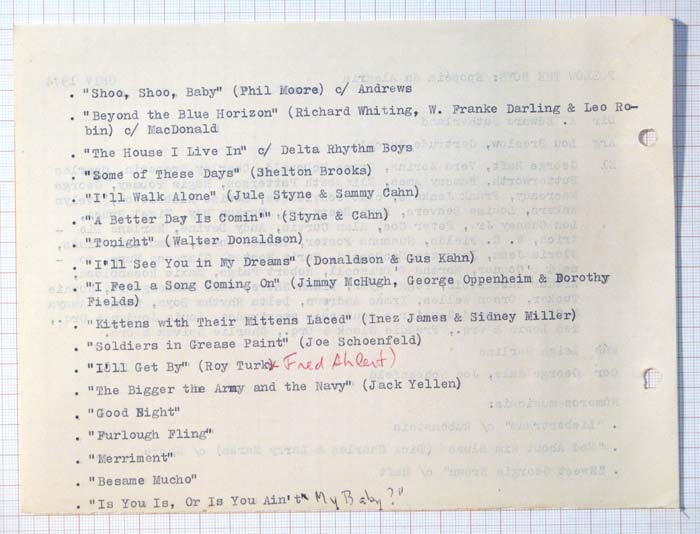 . "Shoo, Shoo, Baby" (Phil Moore) c/ Andrews
. "Beyond the Blue Horizon" (Richard Whiting, W. Franke Darling & Leo Ro-
bin) c/ MacDonald
. "The House I Live In" c/ Delta Rhythm Boys
. "Some of These Days" (Shelton Brooks)
. "I'll Walk Alone" (Jule Styne & Sammy Cahn)
. "A Better Day Is Comin'" (Styne & Cahn)
. "Tonight" (Walter Donaldson)
. "I'll See You in My Dreams" (Donaldson & Gus Kahn)
. "I Feel a Song Coming On" (Jimmy McHugh, George Oppenheim & Dorothy
Fields)
. "Kittens with Their Mittens Laced" (Inez James & Sidney Miller)
. "Soldiers in Grease Paint" (Joe Schoenfeld)
. "I'll Get By" (Roy Turk & Fred Ahlert)
. "The Bigger the Army and the Navy" (Jack Yellen)
. "Good Night"
. "Furlough Fling"
. "Merriment"
. "Besame Mucho"
. "Is You Is, Or Is You Ain't" My Baby?"